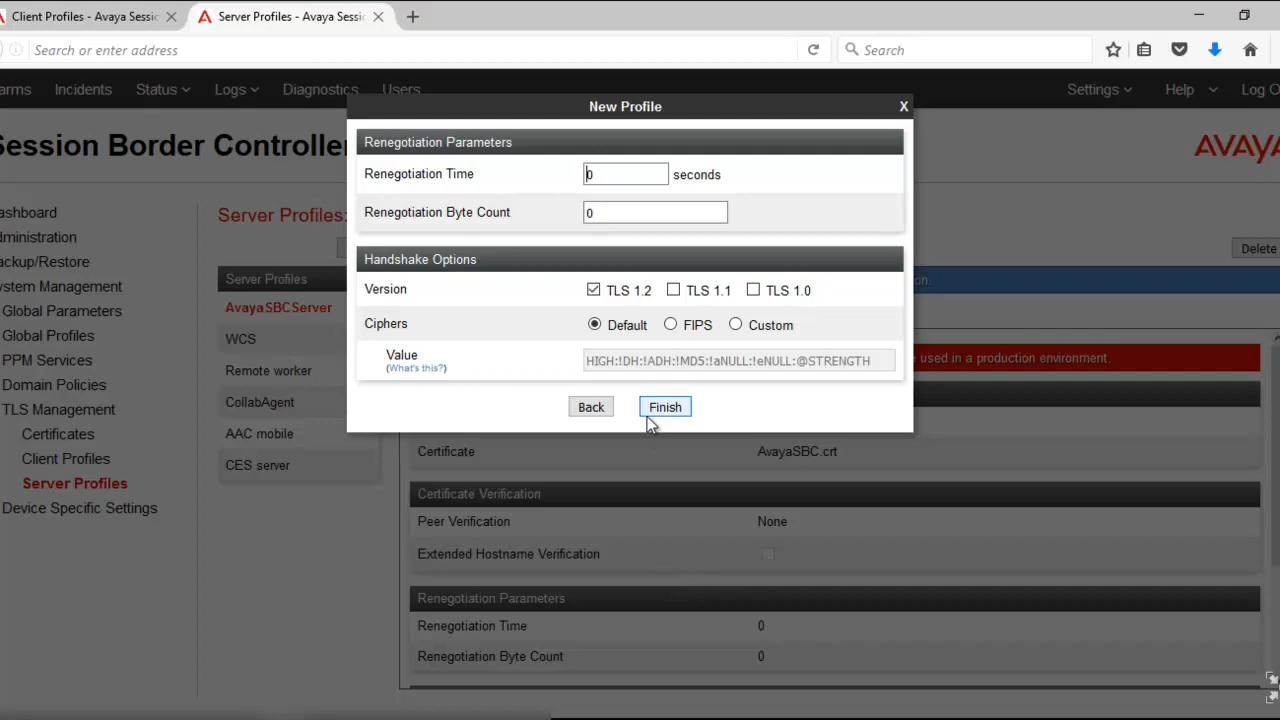 Client Profiles - Avaya Sessic
Server Profiles - Avaya Sessi
Search or enter address
Search
arms Incidents Status Logs Diagnostics Users Settings Help Log O
New Profile X
Session Border Controller
AVAYA
Renegotiation Parameters
Renegotiation Time 0 seconds
Renegotiation Byte Count 0
Handshake Options
Version TLS 1.2 TLS 1.1 TLS 1.0
Ciphers Default FIPS Custom
Value HIGH:!DH:!ADH:!MD5:!aNULL:!eNULL:@STRENGTH
(What's this?)
Back Finish
ashboard
dministration
ackup/Restore
ystem Management
Global Parameters
Global Profiles
PPM Services
Domain Policies
TLS Management
Certificates
Client Profiles
Server Profiles
Device Specific Settings
Server Profiles:
Delete
Server Profiles
AvayaSBCServer
WCS
Remote worker
CollabAgent
AAC mobile
CES server
on.
used in a production environment.
Certificate AvayaSBC.crt
Certificate Verification
Peer Verification None
Extended Hostname Verification
Renegotiation Parameters
Renegotiation Time 0
Renegotiation Byte Count 0